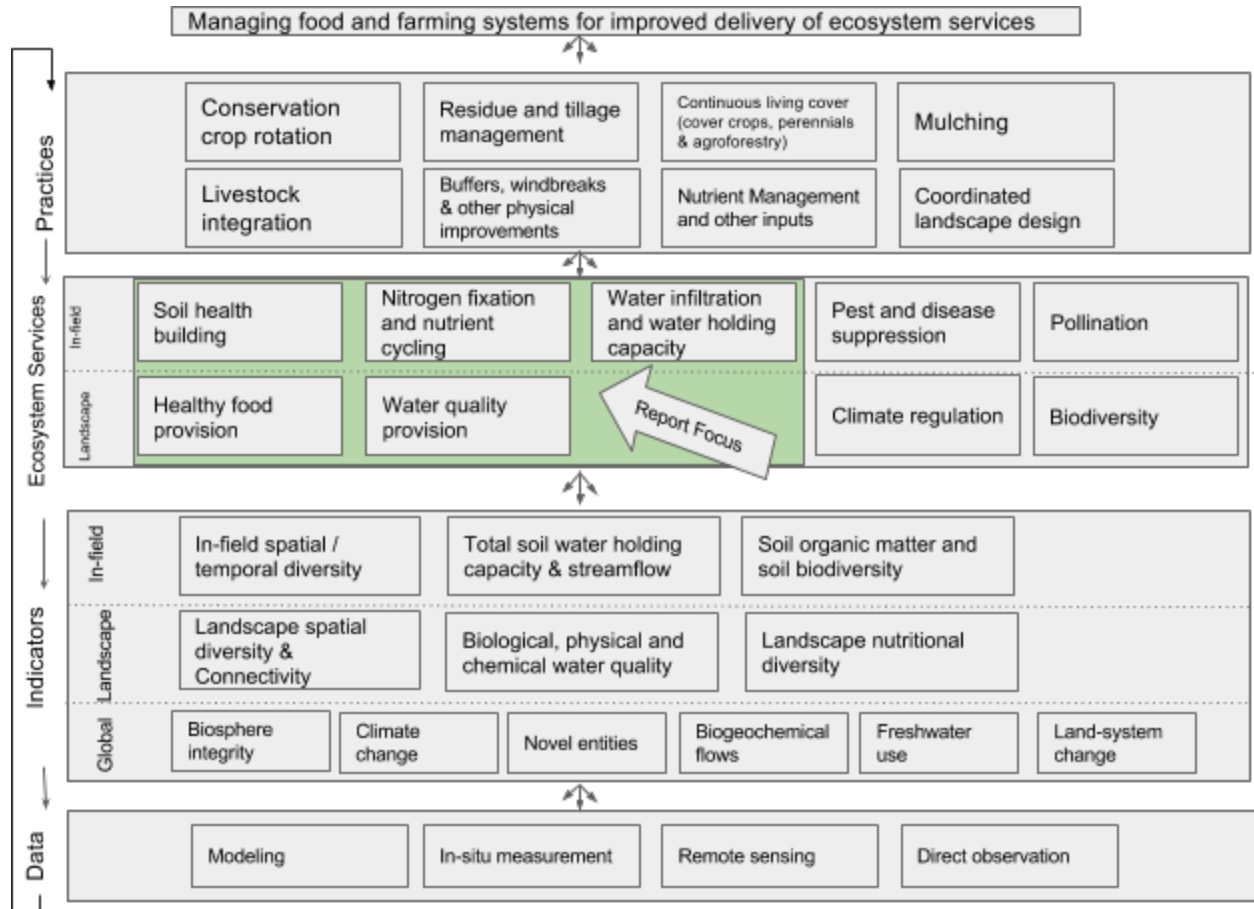 Managing food and farming systems for improved delivery of ecosystem services
Practices
Conservation
crop rotation
Residue and tillage
management
Continuous living cover
(cover crops, perennials
& agroforestry)
Mulching
Livestock
integration
Buffers, windbreaks
& other physical
improvements
Nutrient Management
and other inputs
Coordinated
landscape design
Ecosystem Services
In-field
Soil health
building
Nitrogen fixation
and nutrient
cycling
Water infiltration
and water holding
capacity
Pest and disease
suppression
Pollination
Landscape
Healthy food
provision
Water quality
provision
Report Focus
Climate regulation
Biodiversity
Indicators
In-field
In-field spatial /
temporal diversity
Total soil water holding
capacity & streamflow
Soil organic matter and
soil biodiversity
Landscape
Landscape spatial
diversity &
Connectivity
Biological, physical and
chemical water quality
Landscape nutritional
diversity
Global
Biosphere
integrity
Climate
change
Novel entities
Biogeochemical
flows
Freshwater
use
Land-system
change
Data
Modeling
In-situ measurement
Remote sensing
Direct observation